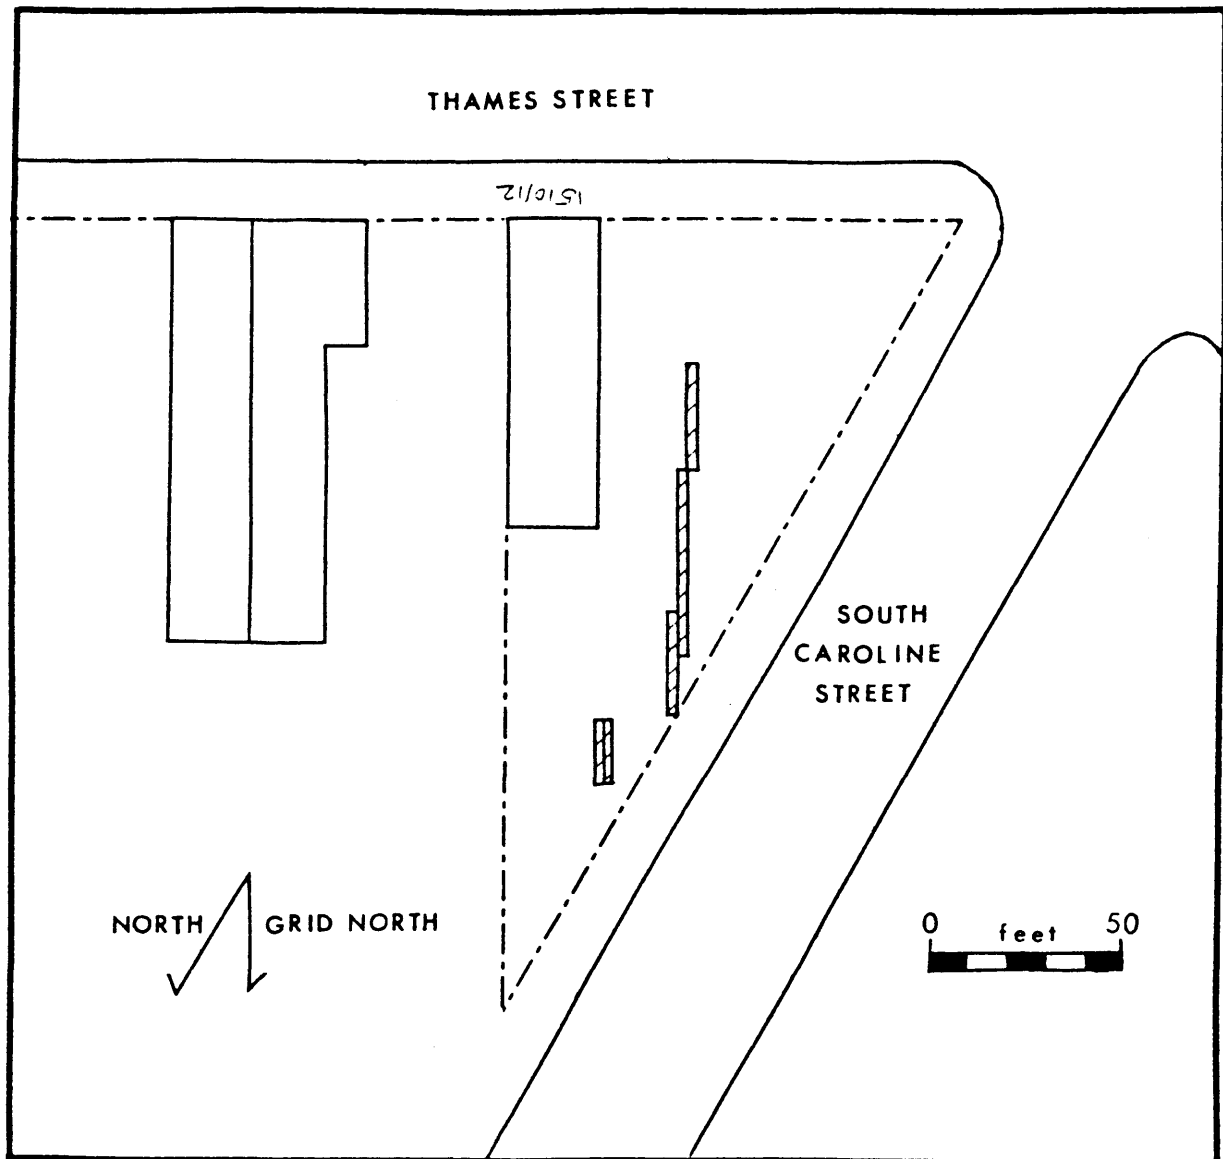 THAMES STREET
1510/12
SOUTH
CAROLINE
STREET
NORTH
GRID NORTH
0
50
feet